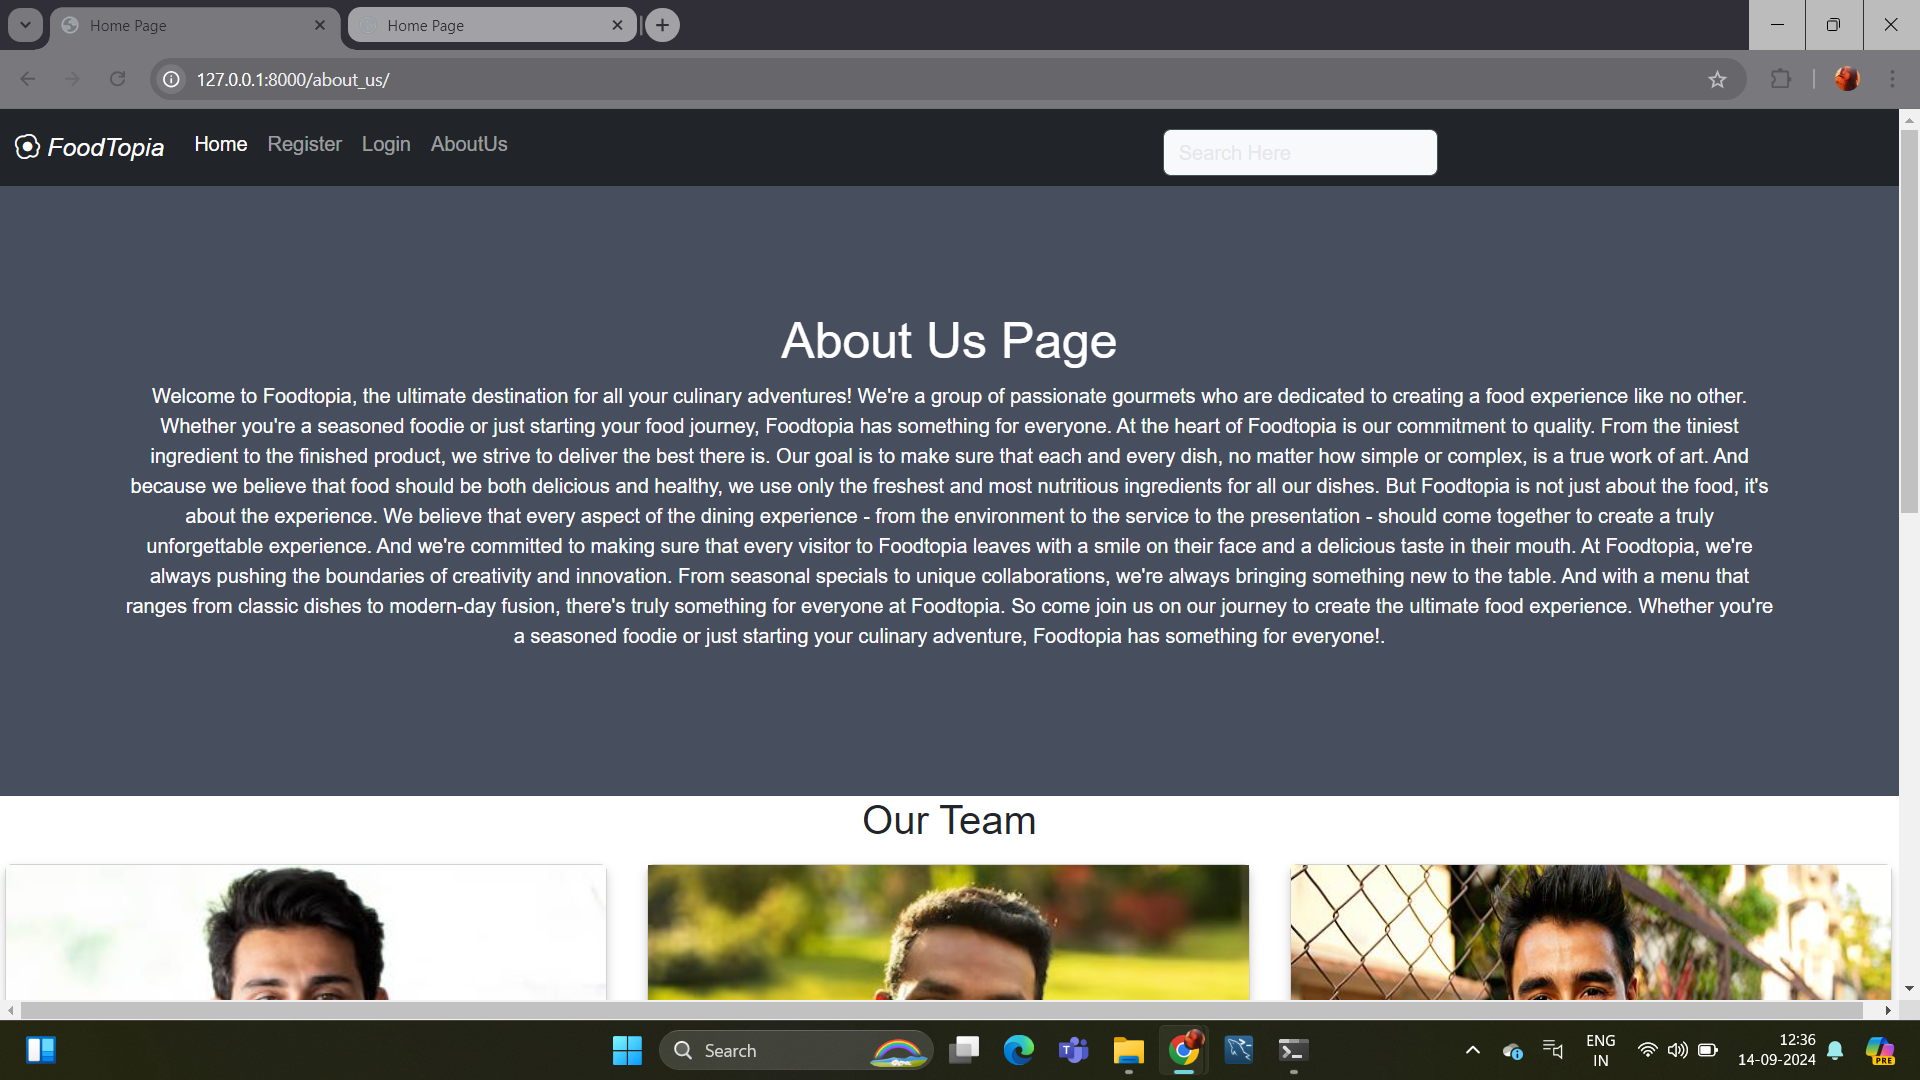 Home Page
Home Page
127.0.0.1:8000/about_us/
FoodTopia Home Register Login AboutUs
Search Here
About Us Page
Welcome to Foodtopia, the ultimate destination for all your culinary adventures! We're a group of passionate gourmets who are dedicated to creating a food experience like no other.
Whether you're a seasoned foodie or just starting your food journey, Foodtopia has something for everyone. At the heart of Foodtopia is our commitment to quality. From the tiniest
ingredient to the finished product, we strive to deliver the best there is. Our goal is to make sure that each and every dish, no matter how simple or complex, is a true work of art. And
because we believe that food should be both delicious and healthy, we use only the freshest and most nutritious ingredients for all our dishes. But Foodtopia is not just about the food, it's
about the experience. We believe that every aspect of the dining experience - from the environment to the service to the presentation - should come together to create a truly
unforgettable experience. And we're committed to making sure that every visitor to Foodtopia leaves with a smile on their face and a delicious taste in their mouth. At Foodtopia, we're
always pushing the boundaries of creativity and innovation. From seasonal specials to unique collaborations, we're always bringing something new to the table. And with a menu that
ranges from classic dishes to modern-day fusion, there's truly something for everyone at Foodtopia. So come join us on our journey to create the ultimate food experience. Whether you're
a seasoned foodie or just starting your culinary adventure, Foodtopia has something for everyone!.
Our Team
Search
ENG
IN
12:36
14-09-2024
PRE